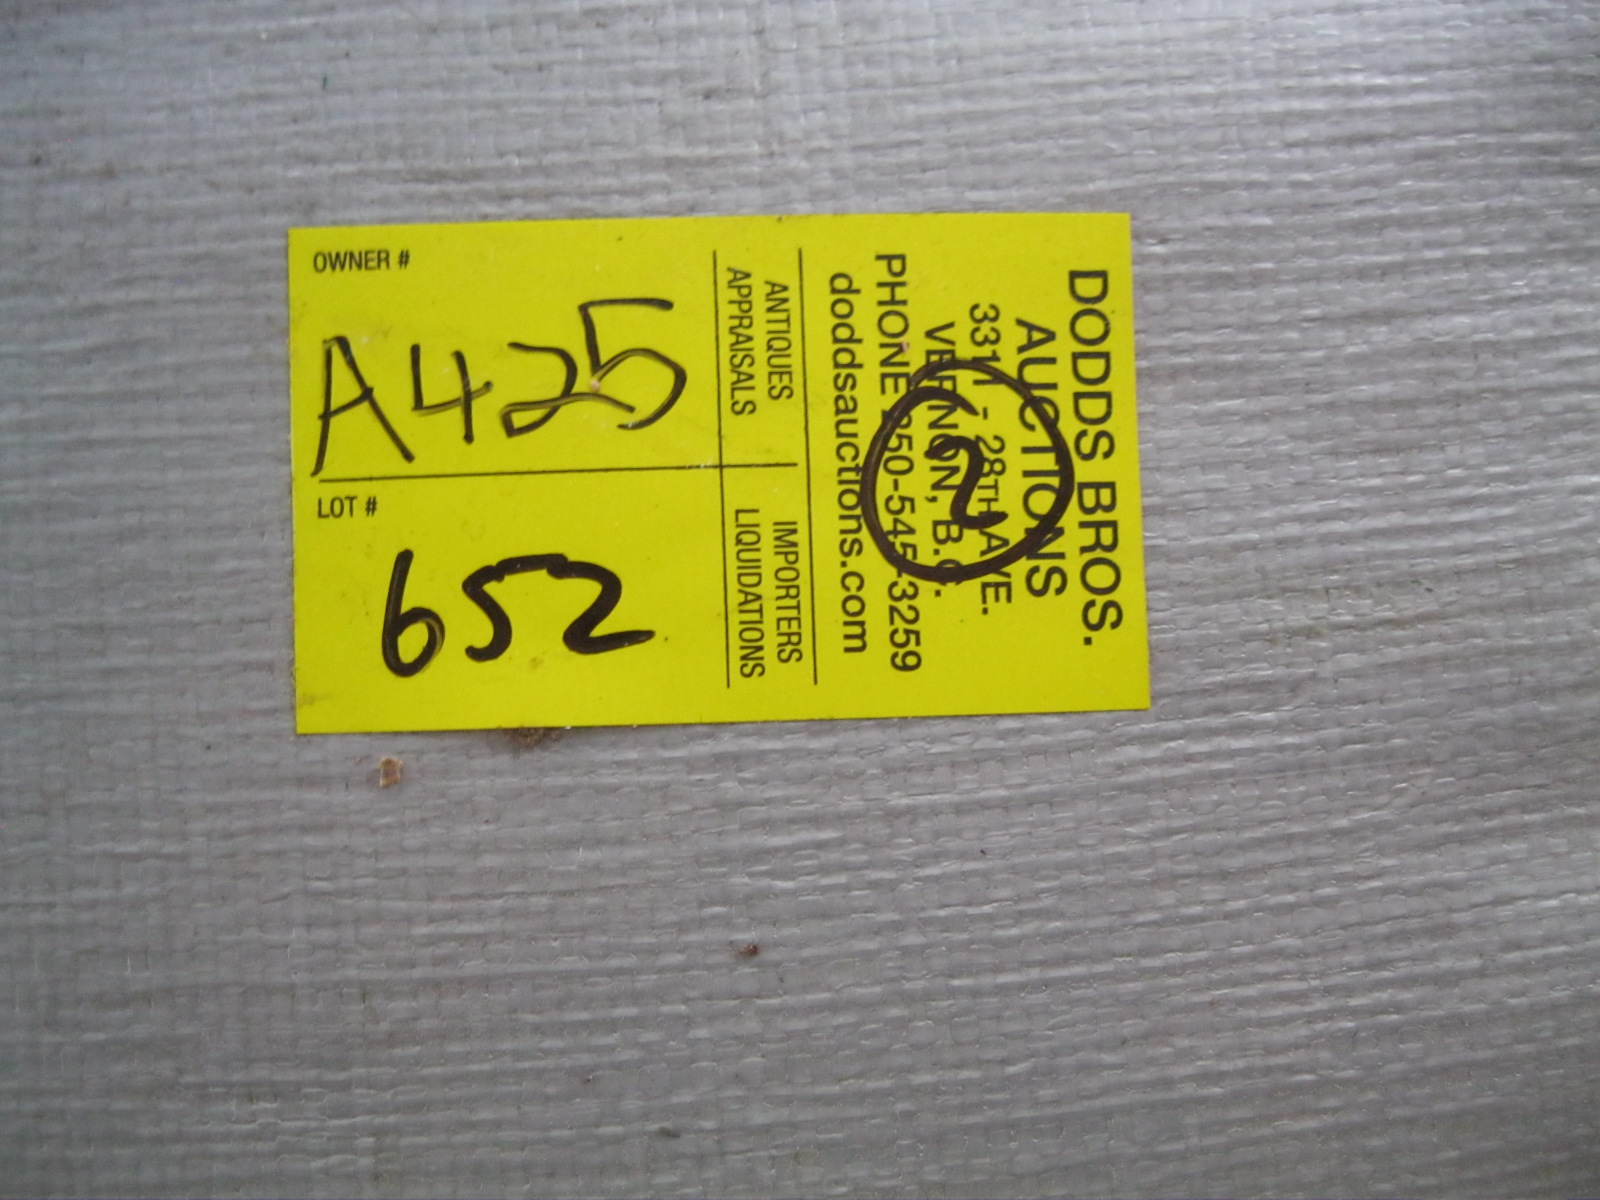 OWNER #
A425
LOT #
652
ANTIQUES IMPORTERS
APPRAISALS LIQUIDATIONS
DODDS BROS.
AUCTIONS
3311 - 28TH AVE.
VERNON, B.C.
PHONE 250-545-3259
doddsauctions.com
2